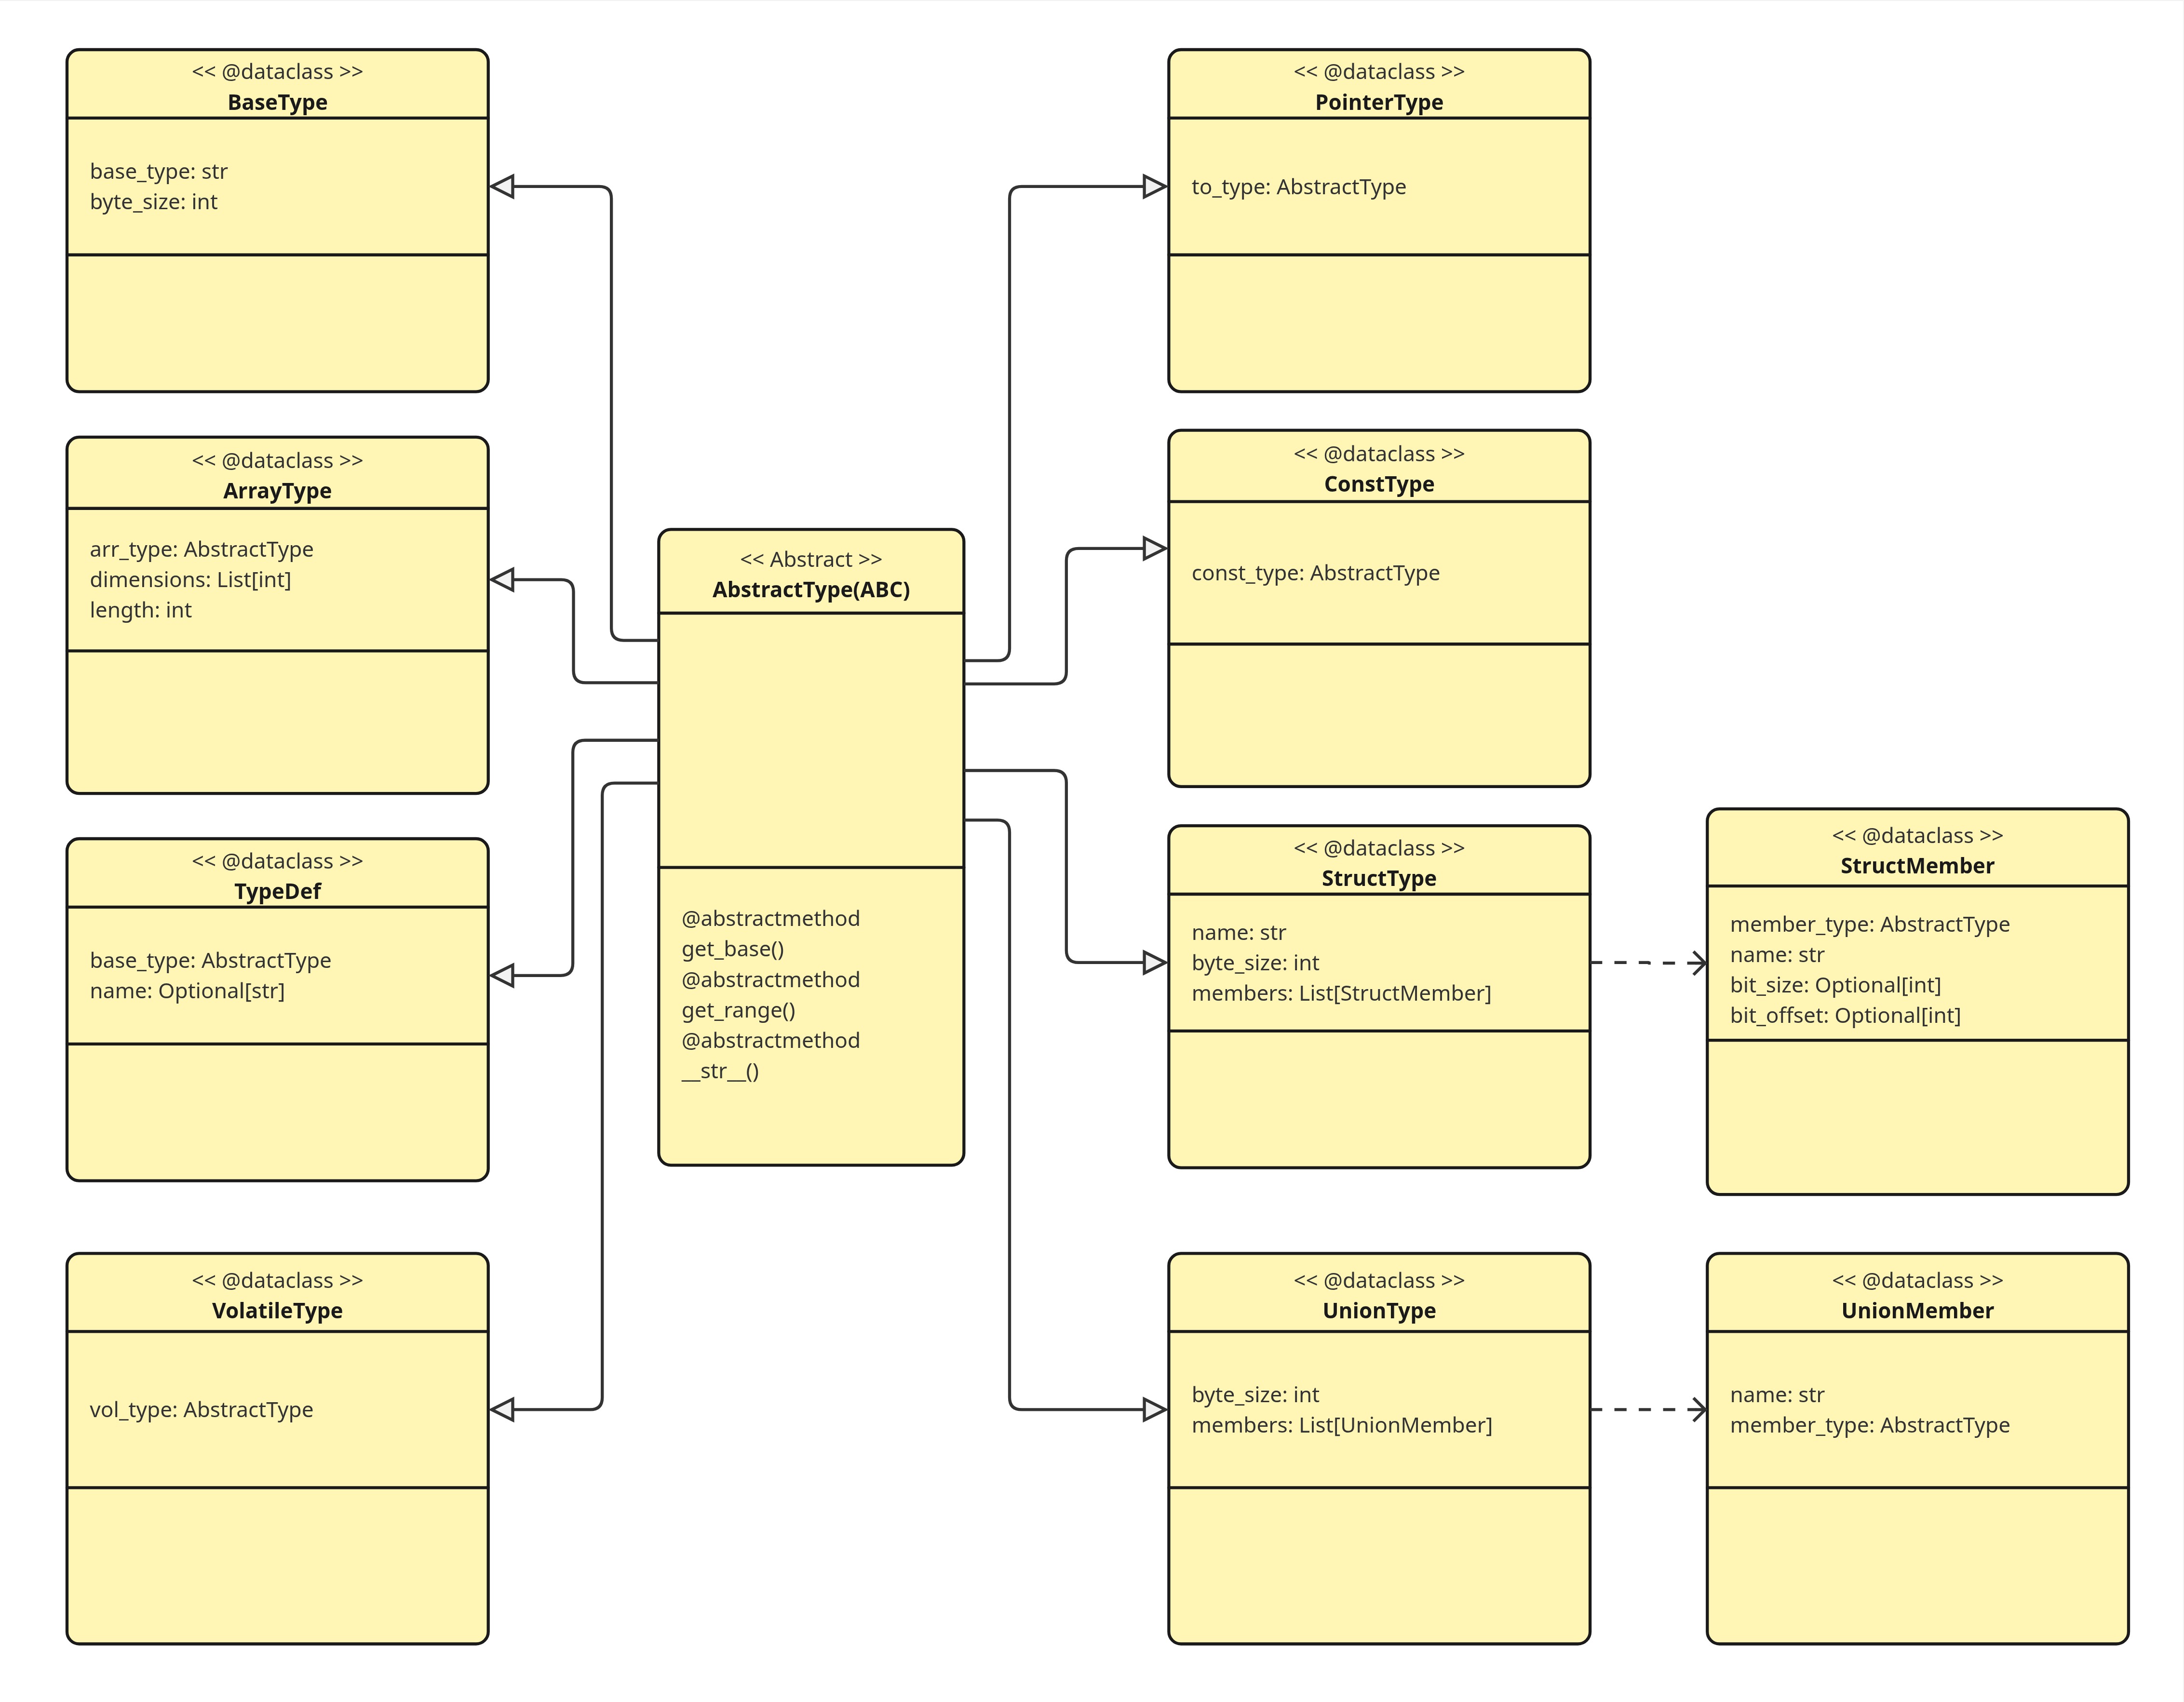 << @dataclass >>
BaseType
base_type: str
byte_size: int
<< @dataclass >>
ArrayType
arr_type: AbstractType
dimensions: List[int]
length: int
<< @dataclass >>
TypeDef
base_type: AbstractType
name: Optional[str]
<< @dataclass >>
VolatileType
vol_type: AbstractType
<< Abstract >>
AbstractType(ABC)
@abstractmethod
get_base()
@abstractmethod
get_range()
@abstractmethod
__str__()
<< @dataclass >>
PointerType
to_type: AbstractType
<< @dataclass >>
ConstType
const_type: AbstractType
<< @dataclass >>
StructType
name: str
byte_size: int
members: List[StructMember]
<< @dataclass >>
UnionType
byte_size: int
members: List[UnionMember]
<< @dataclass >>
StructMember
member_type: AbstractType
name: str
bit_size: Optional[int]
bit_offset: Optional[int]
<< @dataclass >>
UnionMember
name: str
member_type: AbstractType